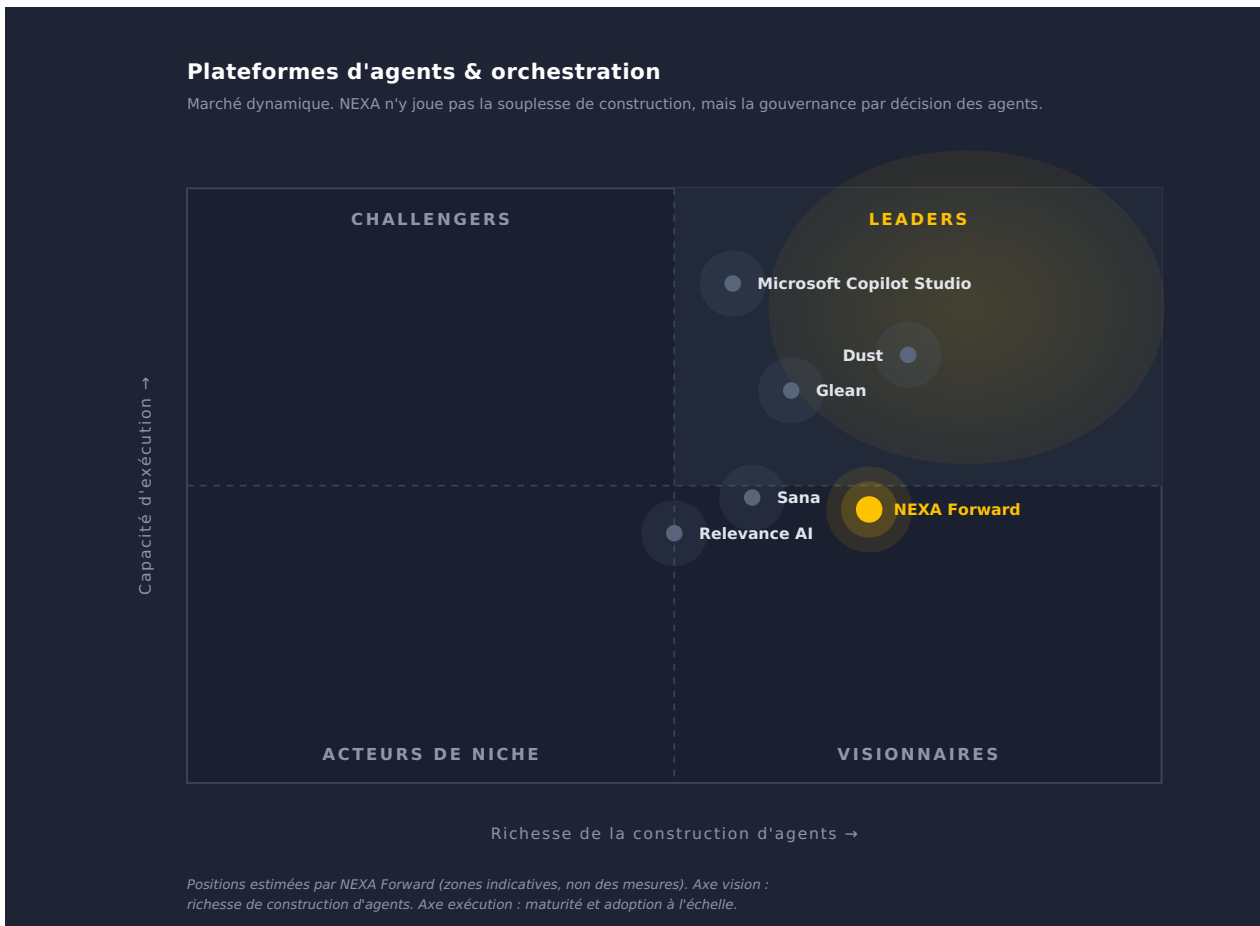 Plateformes d'agents & orchestration
Marché dynamique. NEXA n'y joue pas la souplesse de construction, mais la gouvernance par décision des agents.
CHALLENGERS
LEADERS
Microsoft Copilot Studio
Dust
Glean
Sana
NEXA Forward
Relevance AI
Capacité d'exécution →
ACTEURS DE NICHE
VISIONNAIRES
Richesse de la construction d'agents →
Positions estimées par NEXA Forward (zones indicatives, non des mesures). Axe vision :
richesse de construction d'agents. Axe exécution : maturité et adoption à l'échelle.